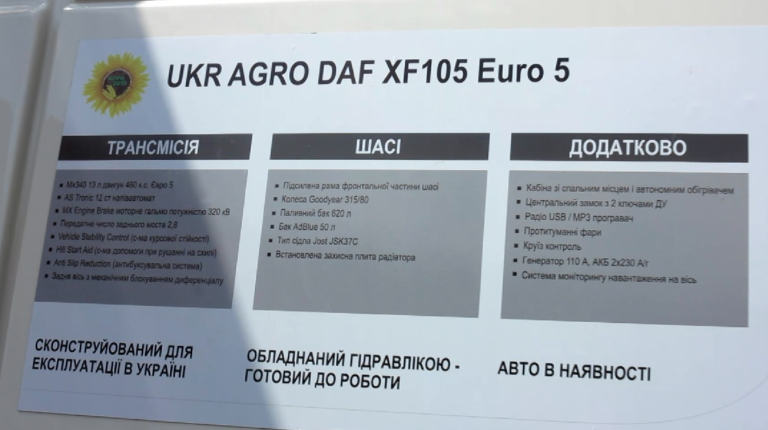 UKR AGRO DAF XF105 Euro 5
ТРАНСМІСІЯ
Mx340 13 л двигун 460 к.с. Євро 5
AS Tronic 12 ст напівавтомат
MX Engine Brake моторне гальмо потужністю 320 кВ
Передатне число заднього моста 2,8
Vehicle Stability Control (с-ма курсової стійкості)
Hill Start Aid (с-ма допомоги при рушанні на схилі)
Anti Slip Reduction (антибуксувальна система)
Задня вісь з механічним блокуванням диференціалу
СКОНСТРУЙОВАНИЙ ДЛЯ
ЕКСПЛУАТАЦІЇ В УКРАЇНІ
ШАСІ
Підсилена рама фронтальної частини шасі
Колеса Goodyear 315/80
Паливний бак 620 л
Бак AdBlue 50 л
Тип сідла Jost JSK37C
Встановлена захисна плита радіатора
ОБЛАДНАНИЙ ГІДРАВЛІКОЮ -
ГОТОВИЙ ДО РОБОТИ
ДОДАТКОВО
Кабіна зі спальним місцем і автономним обігрівачем
Центральний замок з 2 ключами ДУ
Радіо USB / MP3 програвач
Протитуманні фари
Круїз контроль
Генератор 110 А, АКБ 2х230 А/г
Система моніторингу навантаження на вісь
АВТО В НАЯВНОСТІ